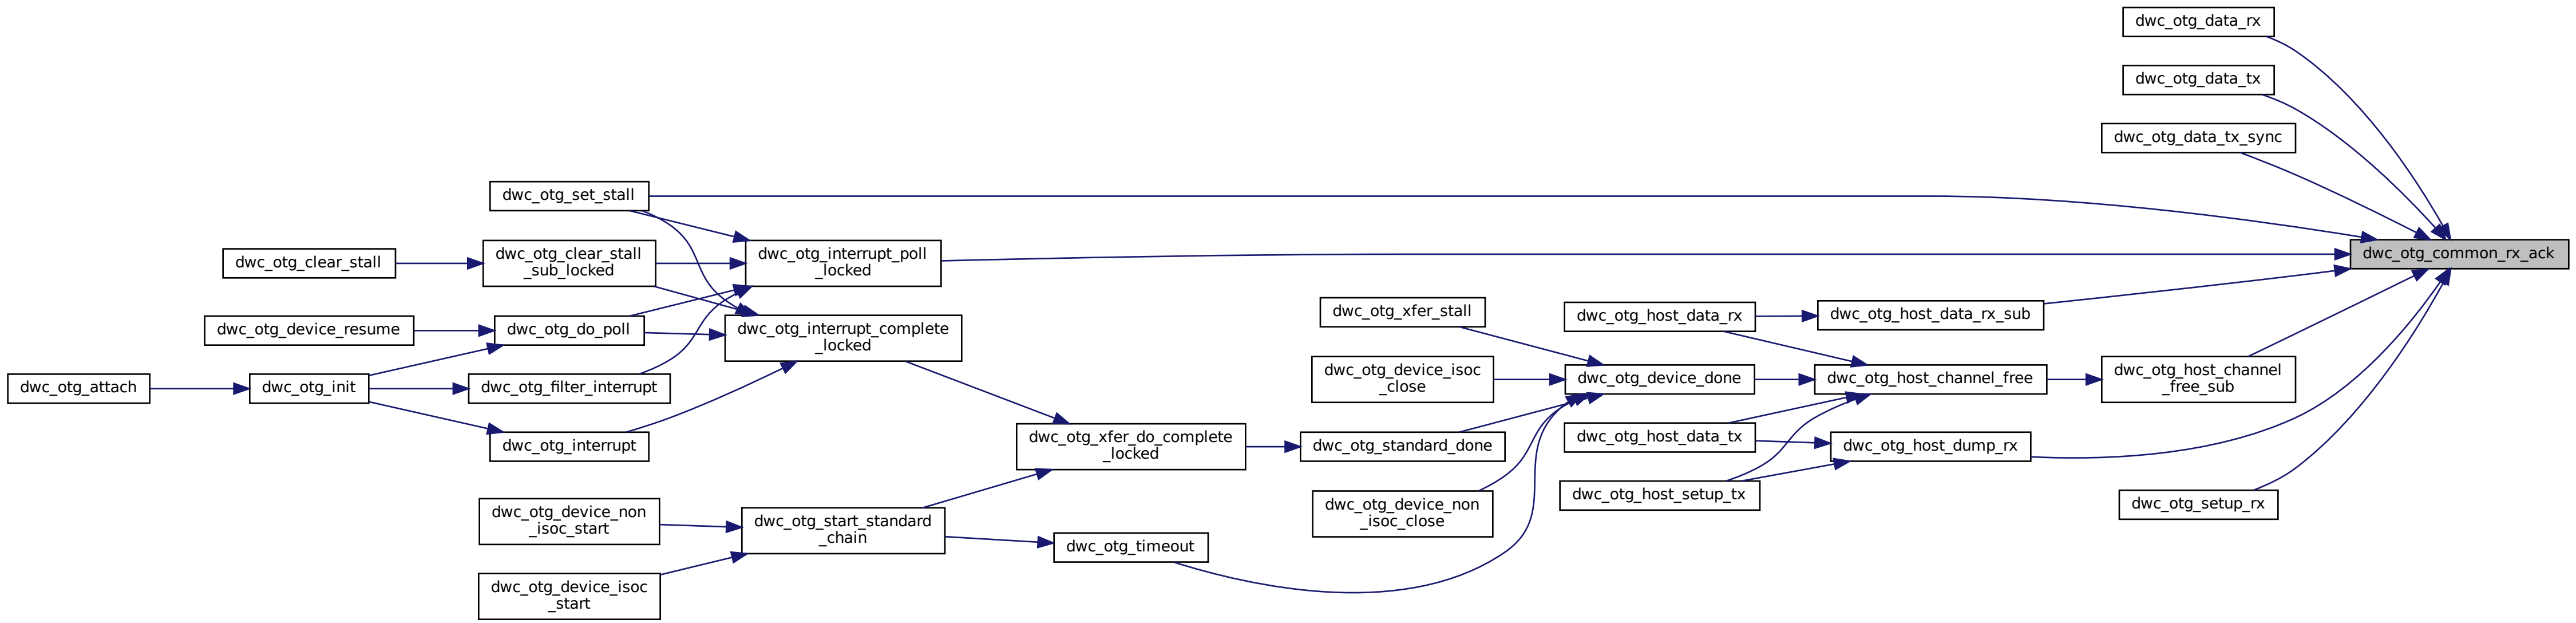 dwc_otg_data_rx
dwc_otg_data_tx
dwc_otg_data_tx_sync
dwc_otg_set_stall
dwc_otg_clear_stall
dwc_otg_clear_stall
_sub_locked
dwc_otg_interrupt_poll
_locked
dwc_otg_common_rx_ack
dwc_otg_device_resume
dwc_otg_do_poll
dwc_otg_interrupt_complete
_locked
dwc_otg_xfer_stall
dwc_otg_host_data_rx
dwc_otg_host_data_rx_sub
dwc_otg_attach
dwc_otg_init
dwc_otg_filter_interrupt
dwc_otg_device_isoc
_close
dwc_otg_device_done
dwc_otg_host_channel_free
dwc_otg_host_channel
free_sub
dwc_otg_interrupt
dwc_otg_xfer_do_complete
_locked
dwc_otg_standard_done
dwc_otg_host_data_tx
dwc_otg_host_dump_rx
dwc_otg_device_non
_isoc_start
dwc_otg_start_standard
_chain
dwc_otg_device_non
_isoc_close
dwc_otg_host_setup_tx
dwc_otg_setup_rx
dwc_otg_timeout
dwc_otg_device_isoc
_start